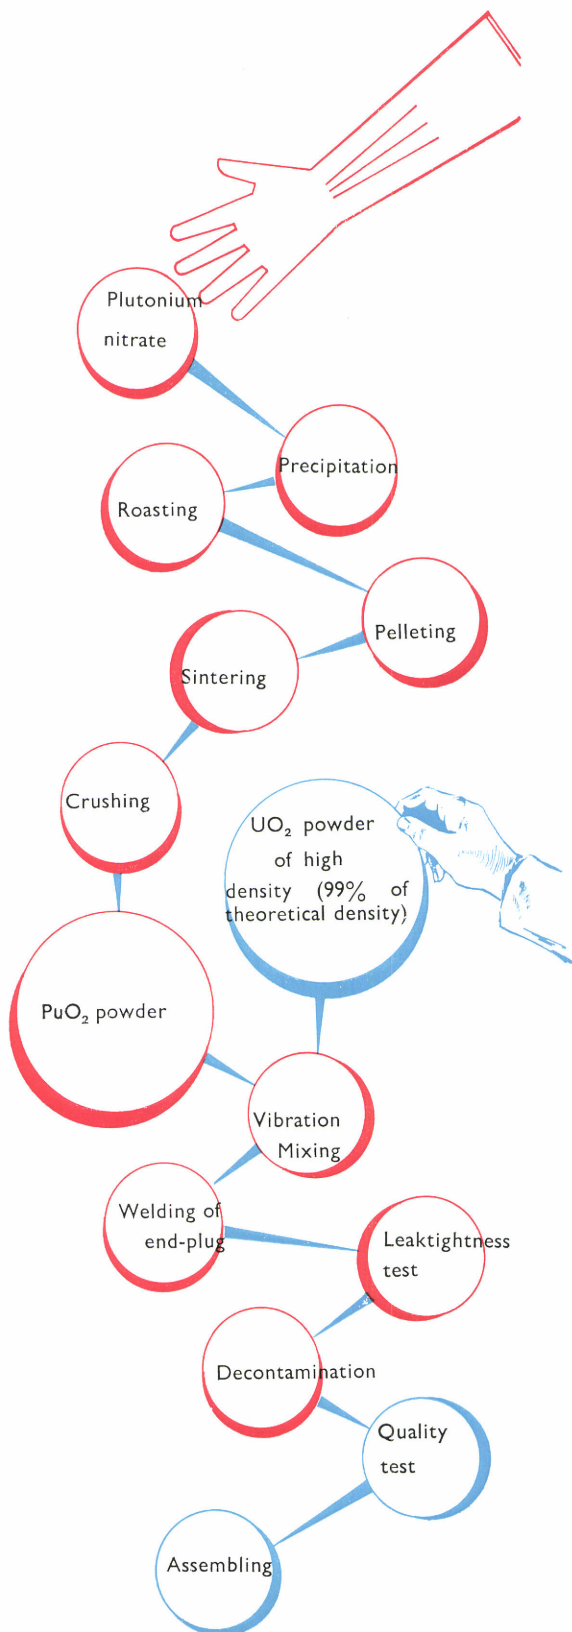 Plutonium
nitrate
Precipitation
Roasting
Pelleting
Sintering
Crushing
UO₂ powder
of high
density (99% of
theoretical density)
PuO₂ powder
Vibration
Mixing
Welding of
end-plug
Leaktightness
test
Decontamination
Quality
test
Assembling